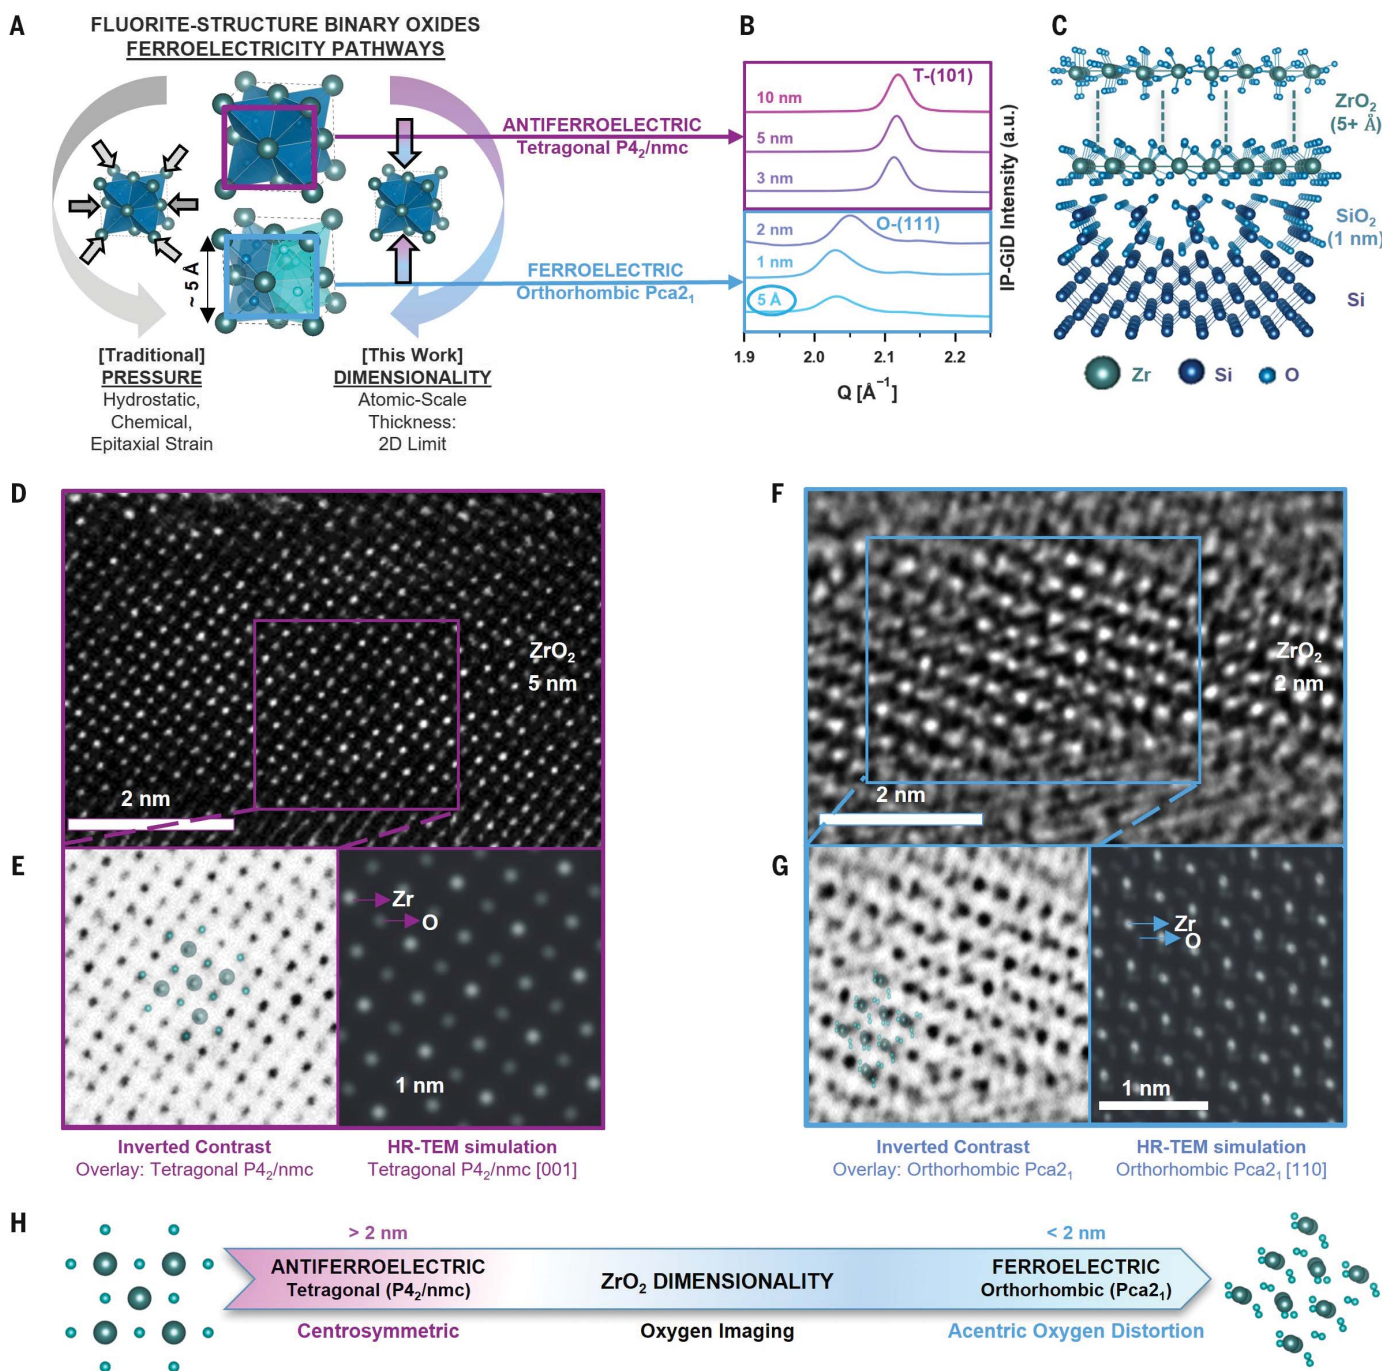 A
FLUORITE-STRUCTURE BINARY OXIDES
FERROELECTRICITY PATHWAYS
ANTIFERROELECTRIC
Tetragonal P4₂/nmc
~ 5 Å
FERROELECTRIC
Orthorhombic Pca2₁
[Traditional]
PRESSURE
Hydrostatic,
Chemical,
Epitaxial Strain
[This Work]
DIMENSIONALITY
Atomic-Scale
Thickness:
2D Limit
B
T-(101)
10 nm
5 nm
3 nm
O-(111)
2 nm
1 nm
5 Å
1.9 2.0 2.1 2.2
Q [Å⁻¹]
IP-GiD Intensity (a.u.)
C
ZrO₂
(5+ Å)
SiO₂
(1 nm)
Si
Zr Si O
D
ZrO₂
5 nm
2 nm
E
Zr
O
1 nm
Inverted Contrast
Overlay: Tetragonal P4₂/nmc
HR-TEM simulation
Tetragonal P4₂/nmc [001]
F
ZrO₂
2 nm
2 nm
G
Zr
O
1 nm
Inverted Contrast
Overlay: Orthorhombic Pca2₁
HR-TEM simulation
Orthorhombic Pca2₁ [110]
H
> 2 nm
< 2 nm
ANTIFERROELECTRIC
Tetragonal (P4₂/nmc)
ZrO₂ DIMENSIONALITY
FERROELECTRIC
Orthorhombic (Pca2₁)
Centrosymmetric
Oxygen Imaging
Acentric Oxygen Distortion